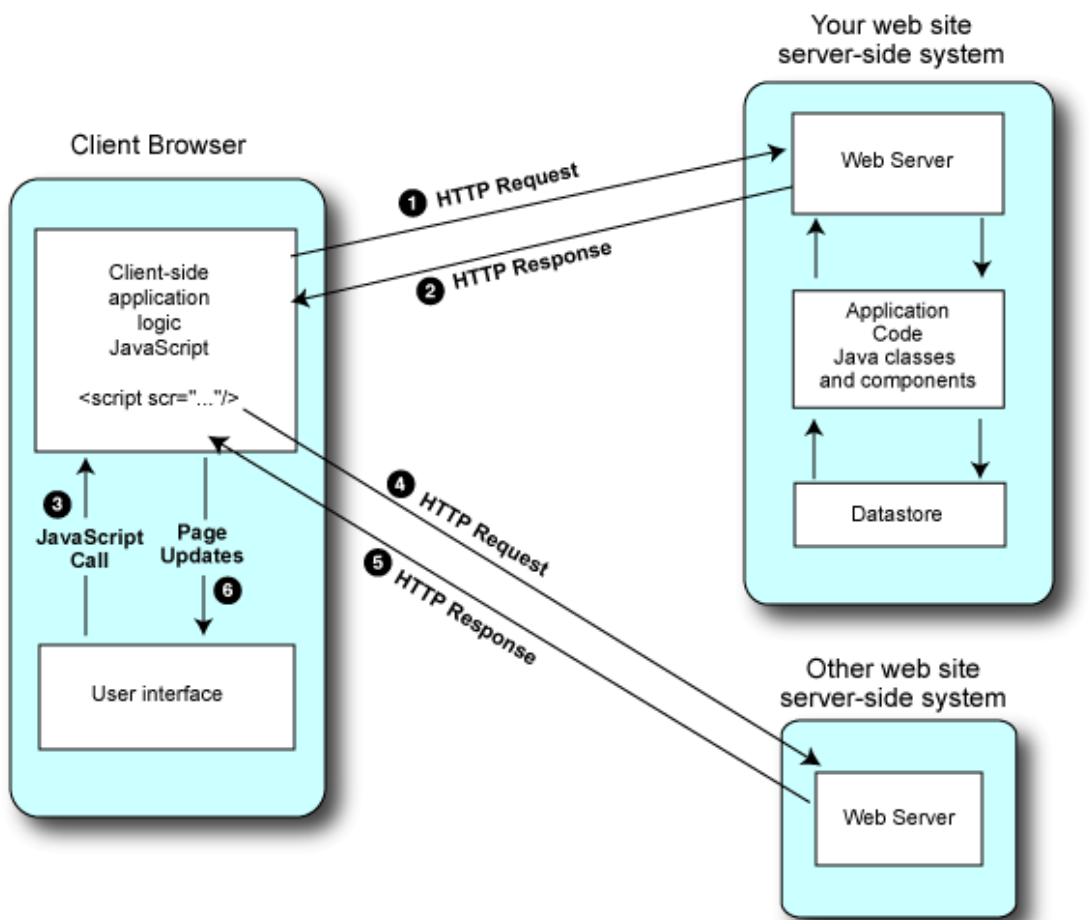 Your web site
server-side system
Client Browser
Web Server
1 HTTP Request
2 HTTP Response
Client-side
application
logic
JavaScript
<script scr="..."/>
Application
Code
Java classes
and components
Datastore
3
JavaScript
Call
Page
Updates
6
4 HTTP Request
5 HTTP Response
User interface
Other web site
server-side system
Web Server